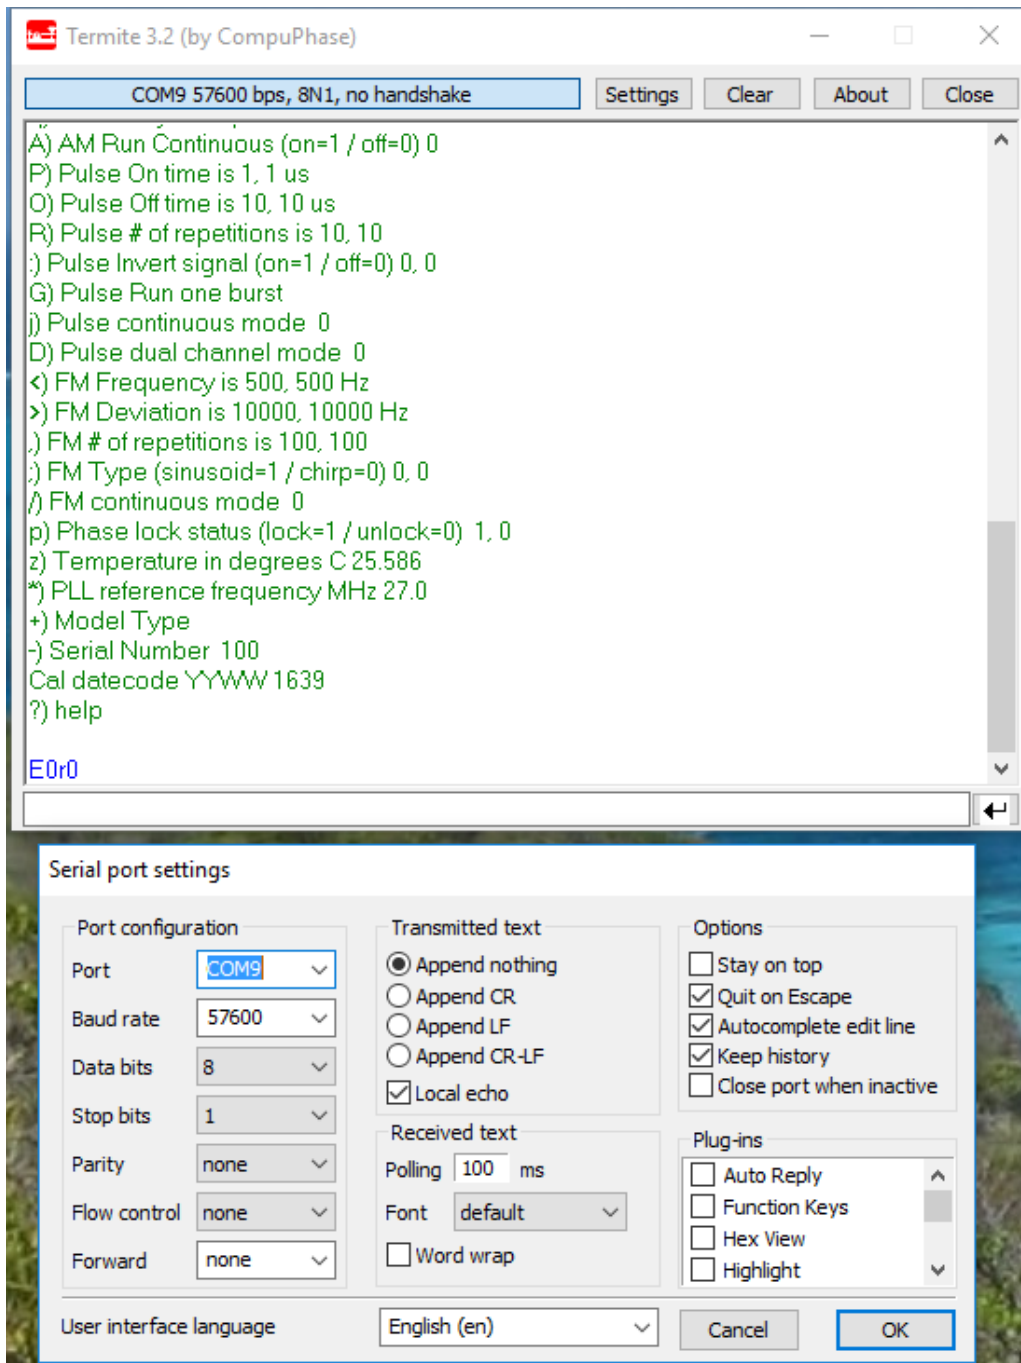 Termite 3.2 (by CompuPhase)
COM9 57600 bps, 8N1, no handshake Settings Clear About Close
A) AM Run Continuous (on=1 / off=0) 0
P) Pulse On time is 1, 1 us
O) Pulse Off time is 10, 10 us
R) Pulse # of repetitions is 10, 10
:) Pulse Invert signal (on=1 / off=0) 0, 0
G) Pulse Run one burst
j) Pulse continuous mode  0
D) Pulse dual channel mode  0
<) FM Frequency is 500, 500 Hz
>) FM Deviation is 10000, 10000 Hz
,) FM # of repetitions is 100, 100
;) FM Type (sinusoid=1 / chirp=0) 0, 0
/) FM continuous mode  0
p) Phase lock status (lock=1 / unlock=0)  1, 0
z) Temperature in degrees C 25.586
*) PLL reference frequency MHz 27.0
+) Model Type
-) Serial Number  100
Cal datecode YYWW 1639
?) help
E0r0
Serial port settings
Port configuration
Port COM9
Baud rate 57600
Data bits 8
Stop bits 1
Parity none
Flow control none
Forward none
Transmitted text
Append nothing
Append CR
Append LF
Append CR-LF
Local echo
Received text
Polling 100 ms
Font default
Word wrap
Options
Stay on top
Quit on Escape
Autocomplete edit line
Keep history
Close port when inactive
Plug-ins
Auto Reply
Function Keys
Hex View
Highlight
User interface language English (en) Cancel OK